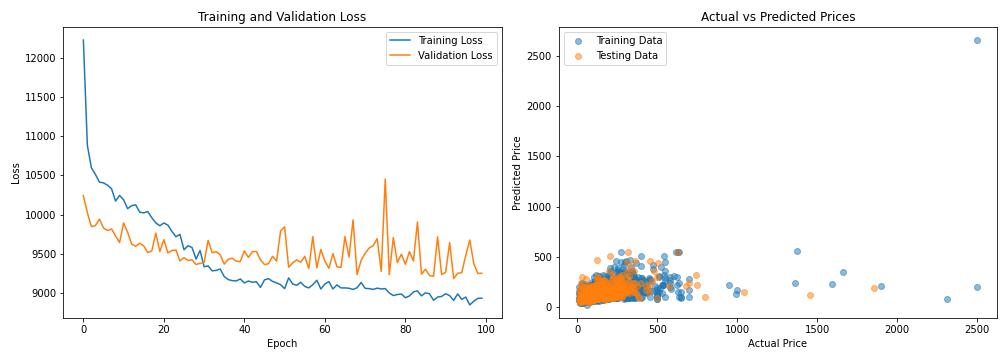 Training and Validation Loss
Training Loss
Validation Loss
Loss
12000
11500
11000
10500
10000
9500
9000
0
20
40
60
80
100
Epoch
Actual vs Predicted Prices
Training Data
Testing Data
Predicted Price
2500
2000
1500
1000
500
0
0
500
1000
1500
2000
2500
Actual Price